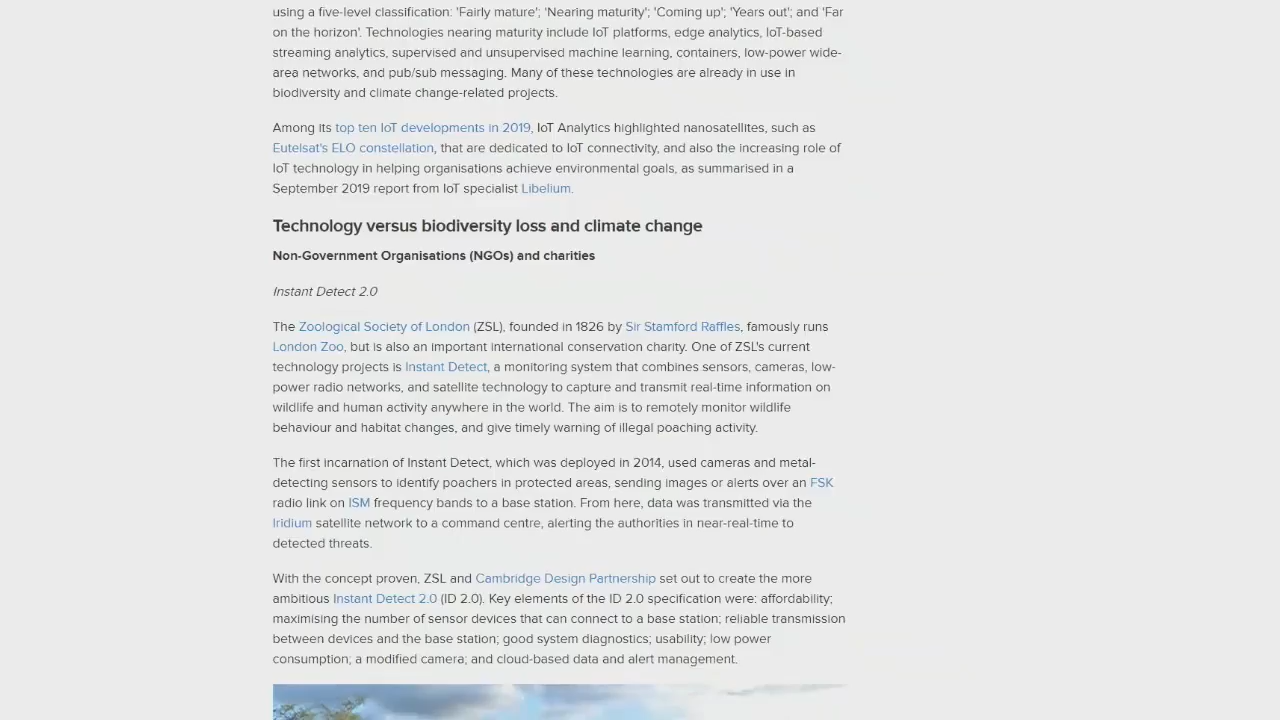 using a five-level classification: 'Fairly mature'; 'Nearing maturity'; 'Coming up'; 'Years out'; and 'Far
on the horizon'. Technologies nearing maturity include IoT platforms, edge analytics, IoT-based
streaming analytics, supervised and unsupervised machine learning, containers, low-power wide-
area networks, and pub/sub messaging. Many of these technologies are already in use in
biodiversity and climate change-related projects.
Among its top ten IoT developments in 2019, IoT Analytics highlighted nanosatellites, such as
Eutelsat's ELO constellation, that are dedicated to IoT connectivity, and also the increasing role of
IoT technology in helping organisations achieve environmental goals, as summarised in a
September 2019 report from IoT specialist Libelium.
Technology versus biodiversity loss and climate change
Non-Government Organisations (NGOs) and charities
Instant Detect 2.0
The Zoological Society of London (ZSL), founded in 1826 by Sir Stamford Raffles, famously runs
London Zoo, but is also an important international conservation charity. One of ZSL's current
technology projects is Instant Detect, a monitoring system that combines sensors, cameras, low-
power radio networks, and satellite technology to capture and transmit real-time information on
wildlife and human activity anywhere in the world. The aim is to remotely monitor wildlife
behaviour and habitat changes, and give timely warning of illegal poaching activity.
The first incarnation of Instant Detect, which was deployed in 2014, used cameras and metal-
detecting sensors to identify poachers in protected areas, sending images or alerts over an FSK
radio link on ISM frequency bands to a base station. From here, data was transmitted via the
Iridium satellite network to a command centre, alerting the authorities in near-real-time to
detected threats.
With the concept proven, ZSL and Cambridge Design Partnership set out to create the more
ambitious Instant Detect 2.0 (ID 2.0). Key elements of the ID 2.0 specification were: affordability;
maximising the number of sensor devices that can connect to a base station; reliable transmission
between devices and the base station; good system diagnostics; usability; low power
consumption; a modified camera; and cloud-based data and alert management.